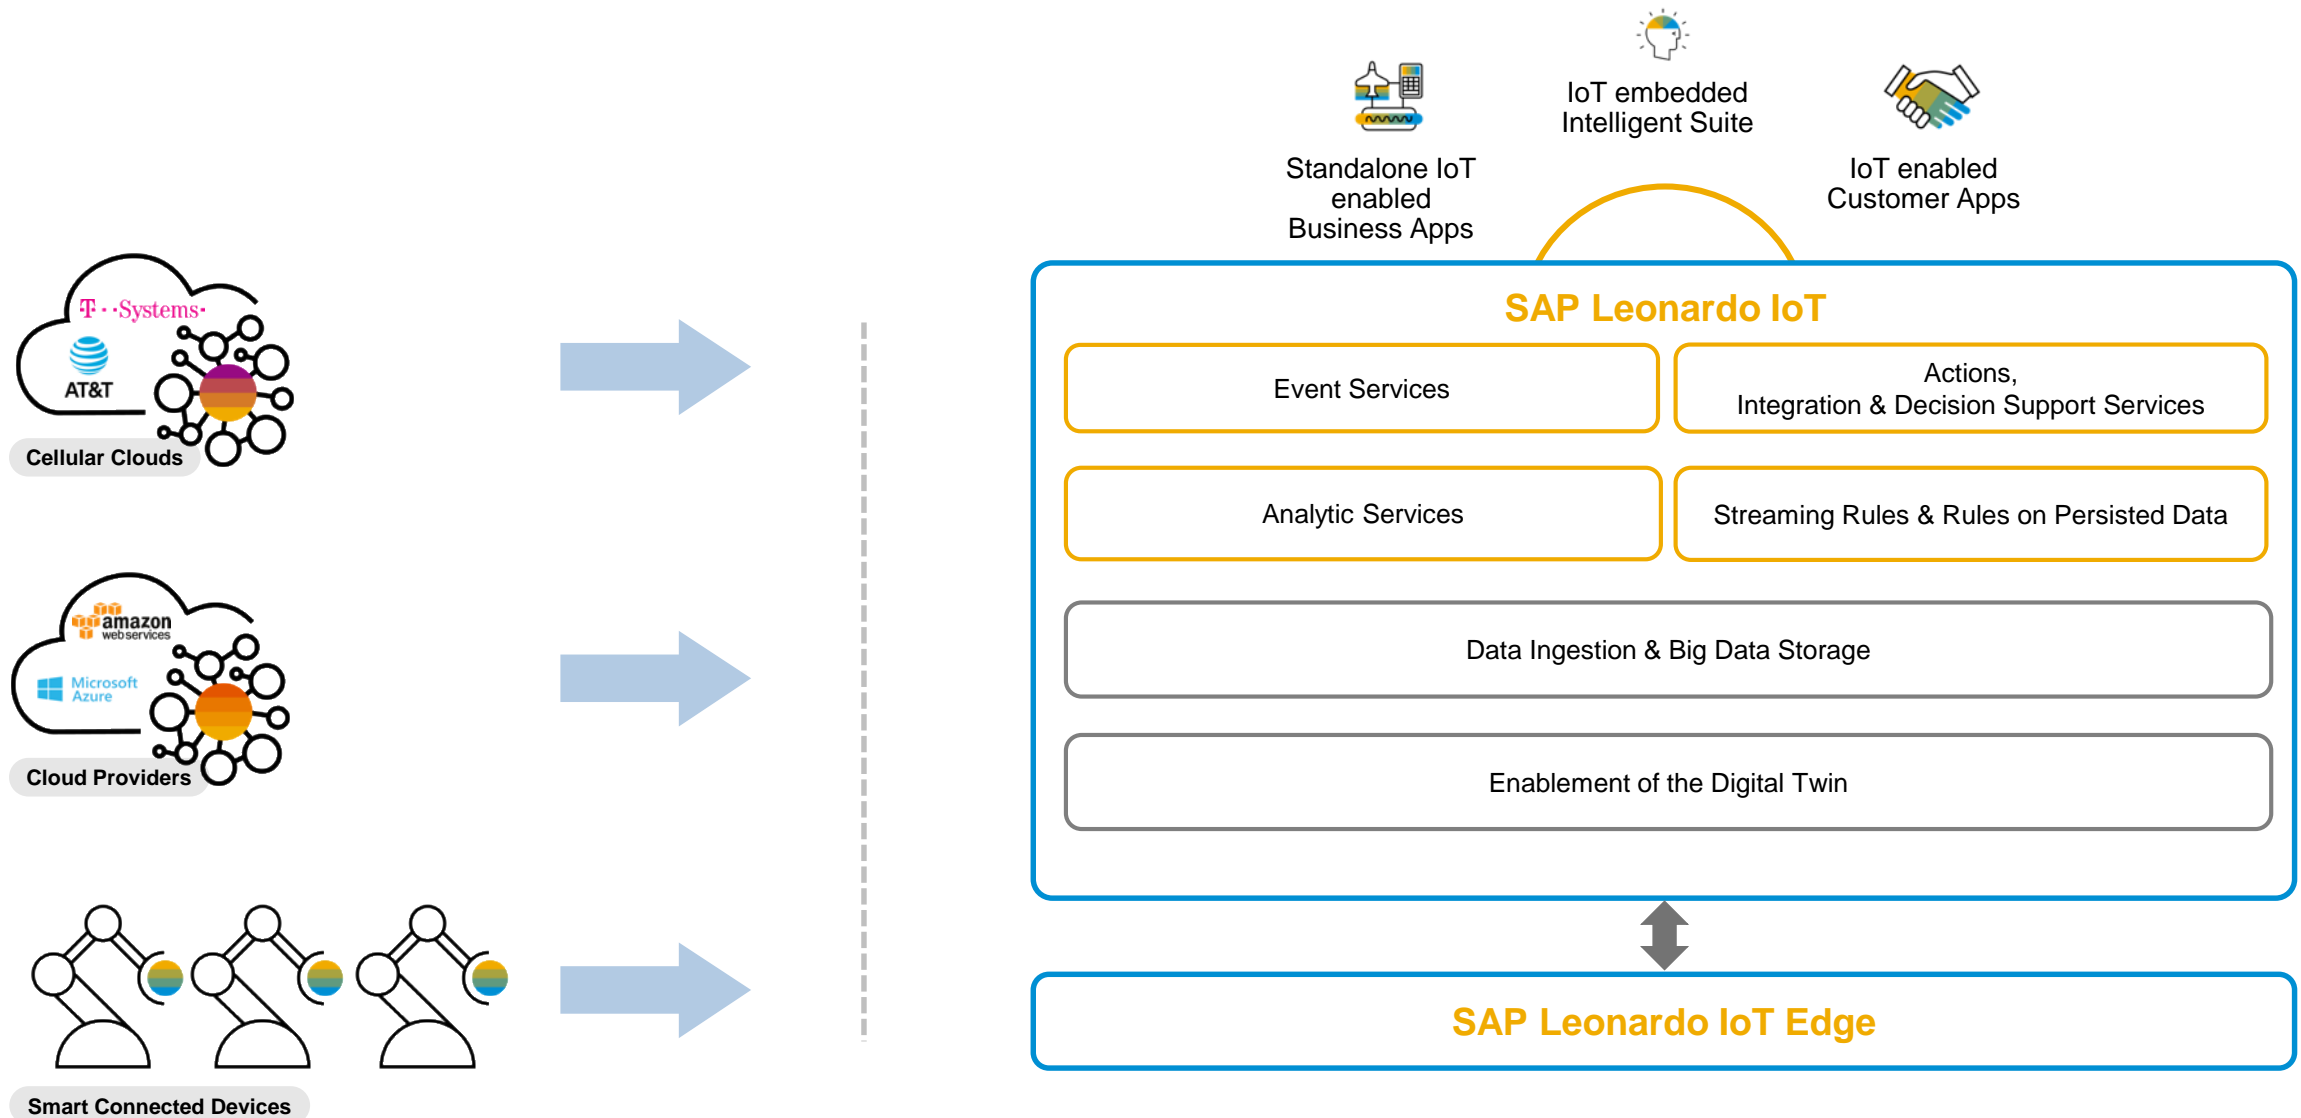 IoT embedded
Intelligent Suite
Standalone IoT
enabled
Business Apps
IoT enabled
Customer Apps
T··Systems·
AT&T
Cellular Clouds
amazon
webservices
Microsoft
Azure
Cloud Providers
Smart Connected Devices
SAP Leonardo IoT
Event Services
Actions,
Integration & Decision Support Services
Analytic Services
Streaming Rules & Rules on Persisted Data
Data Ingestion & Big Data Storage
Enablement of the Digital Twin
SAP Leonardo IoT Edge